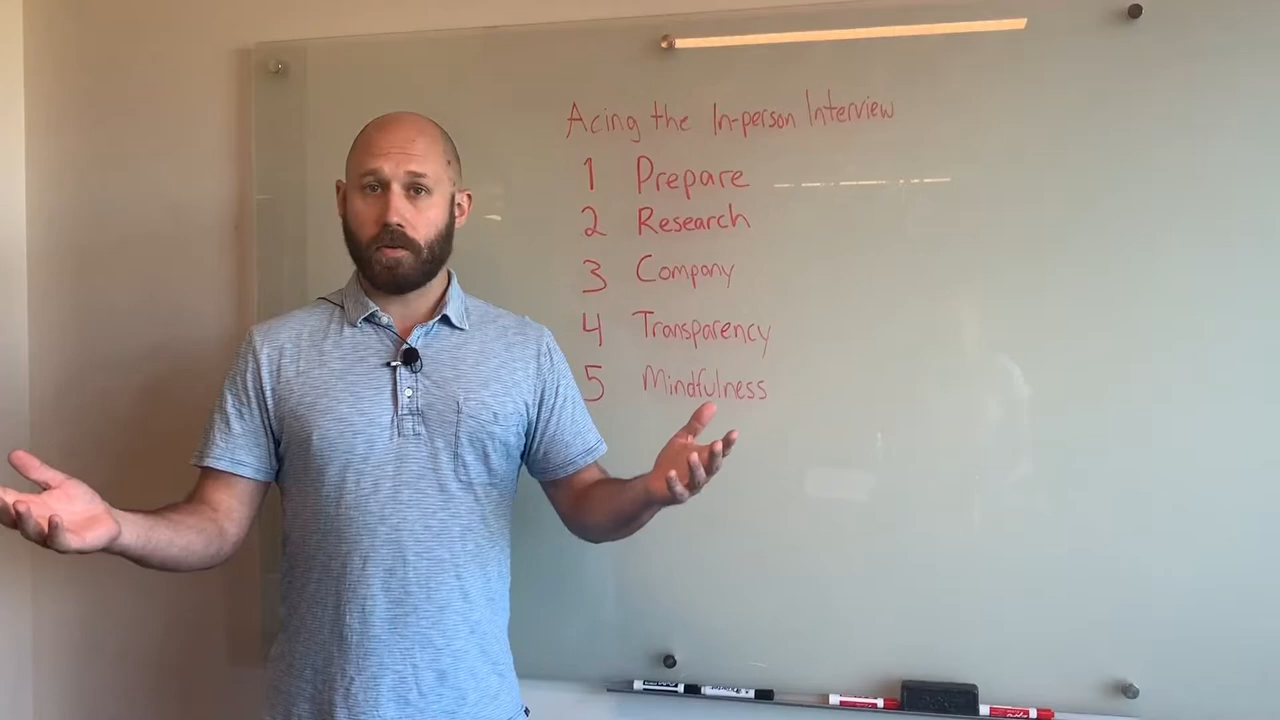 Acing the In-person Interview
1 Prepare
2 Research
3 Company
4 Transparency
5 Mindfulness